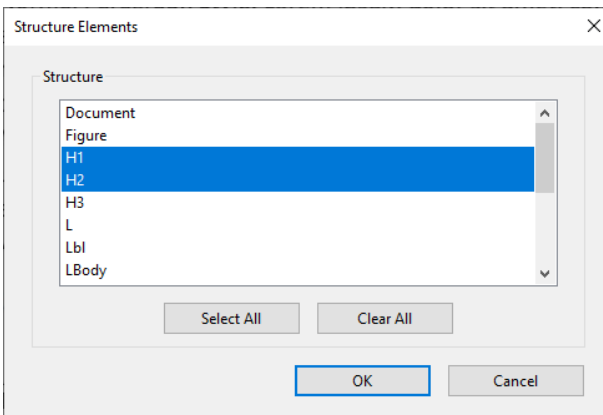 Structure Elements
Structure
Document
Figure
H1
H2
H3
L
Lbl
LBody
Select All
Clear All
OK
Cancel